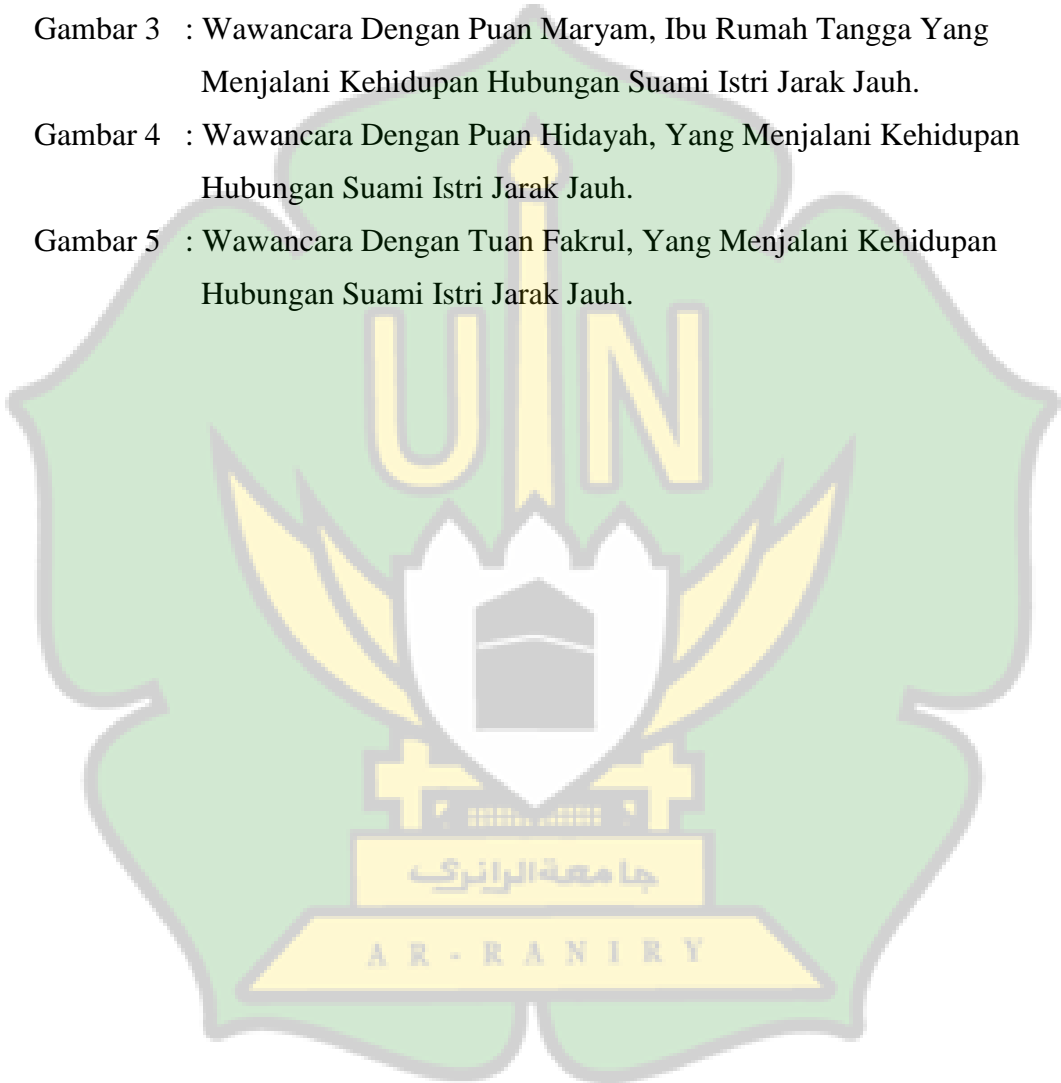 Gambar 3 : Wawancara Dengan Puan Maryam, Ibu Rumah Tangga Yang
Menjalani Kehidupan Hubungan Suami Istri Jarak Jauh.
Gambar 4 : Wawancara Dengan Puan Hidayah, Yang Menjalani Kehidupan
Hubungan Suami Istri Jarak Jauh.
Gambar 5 : Wawancara Dengan Tuan Fakrul, Yang Menjalani Kehidupan
Hubungan Suami Istri Jarak Jauh.
UIN
جامعة الرانري
AR-RANIRY